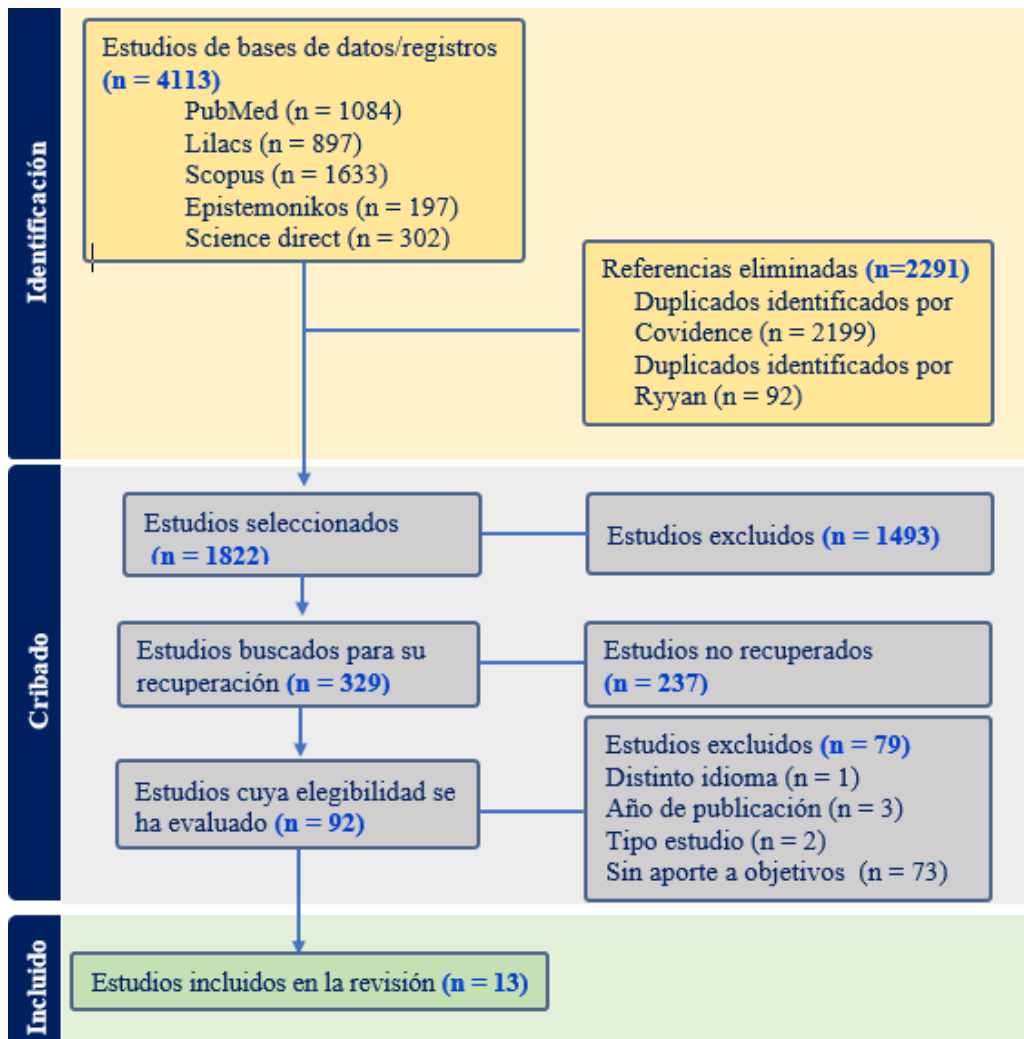 Identificación
Estudios de bases de datos/registros
(n = 4113)
PubMed (n = 1084)
Lilacs (n = 897)
Scopus (n = 1633)
Epistemonikos (n = 197)
Science direct (n = 302)
Referencias eliminadas (n=2291)
Duplicados identificados por
Covidence (n = 2199)
Duplicados identificados por
Ryyan (n = 92)
Cribado
Estudios seleccionados
(n = 1822)
Estudios excluidos (n = 1493)
Estudios buscados para su
recuperación (n = 329)
Estudios no recuperados
(n = 237)
Estudios cuya elegibilidad se
ha evaluado (n = 92)
Estudios excluidos (n = 79)
Distinto idioma (n = 1)
Año de publicación (n = 3)
Tipo estudio (n = 2)
Sin aporte a objetivos (n = 73)
Incluido
Estudios incluidos en la revisión (n = 13)